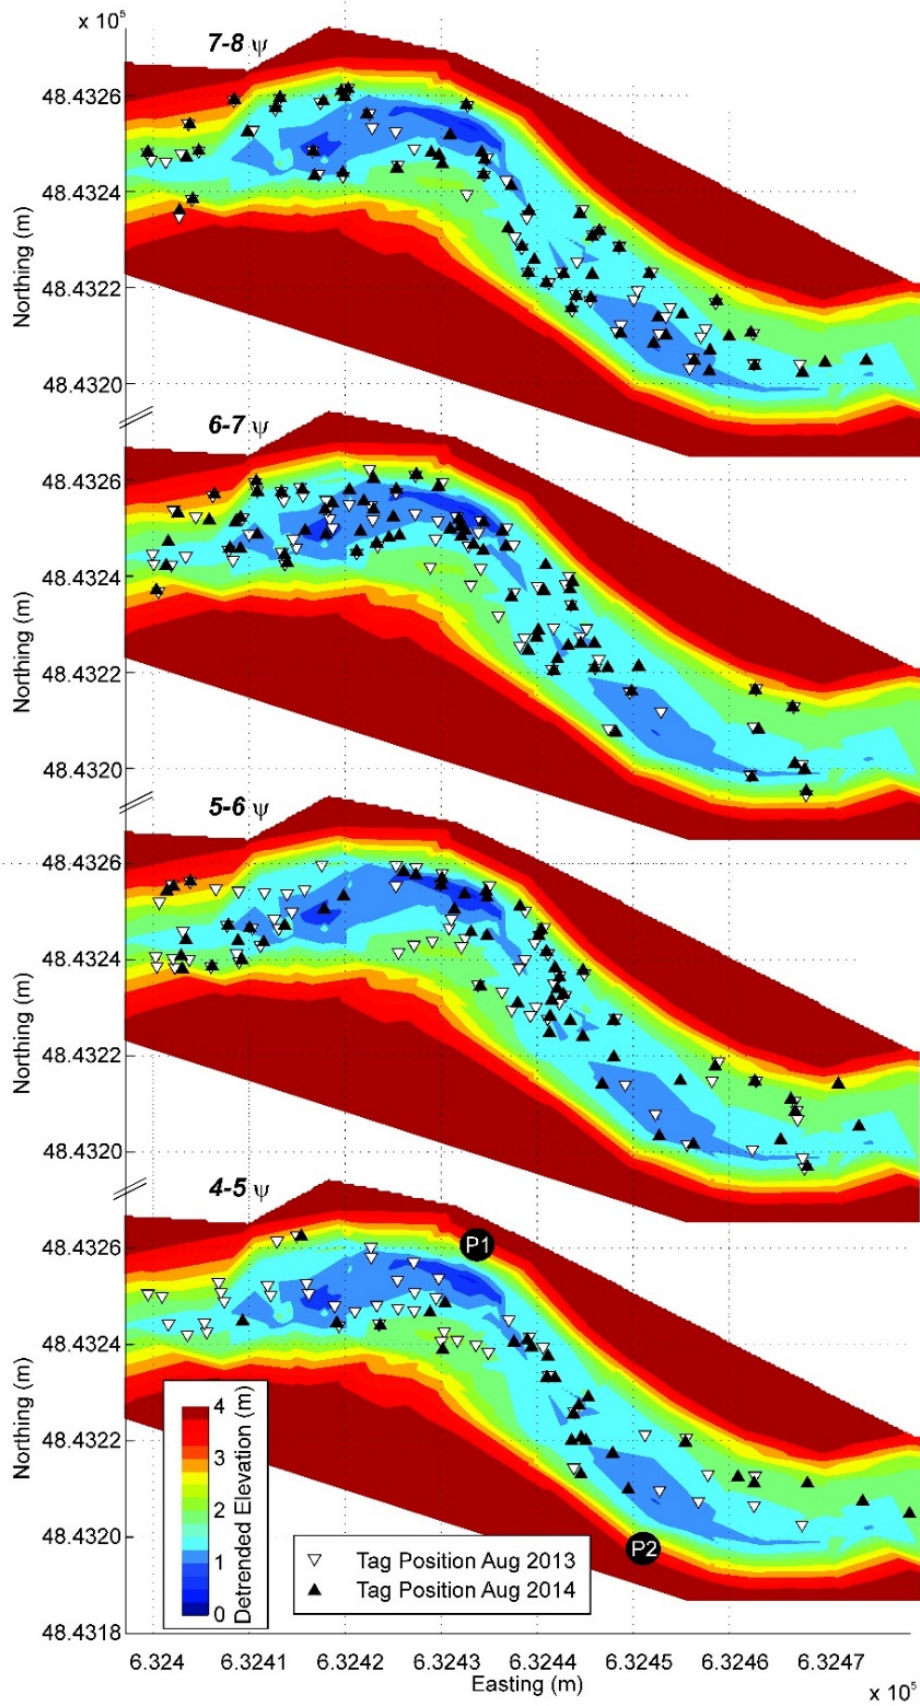 x 10⁵
7-8 ψ
48.4326
48.4324
48.4322
48.4320
Northing (m)
6-7 ψ
48.4326
48.4324
48.4322
48.4320
Northing (m)
5-6 ψ
48.4326
48.4324
48.4322
48.4320
Northing (m)
4-5 ψ
P1
48.4326
48.4324
48.4322
48.4320
48.4318
Northing (m)
4
3
2
1
0
Detrended Elevation (m)
P2
Tag Position Aug 2013
Tag Position Aug 2014
6.324 6.3241 6.3242 6.3243 6.3244 6.3245 6.3246 6.3247
Easting (m)
x 10⁵